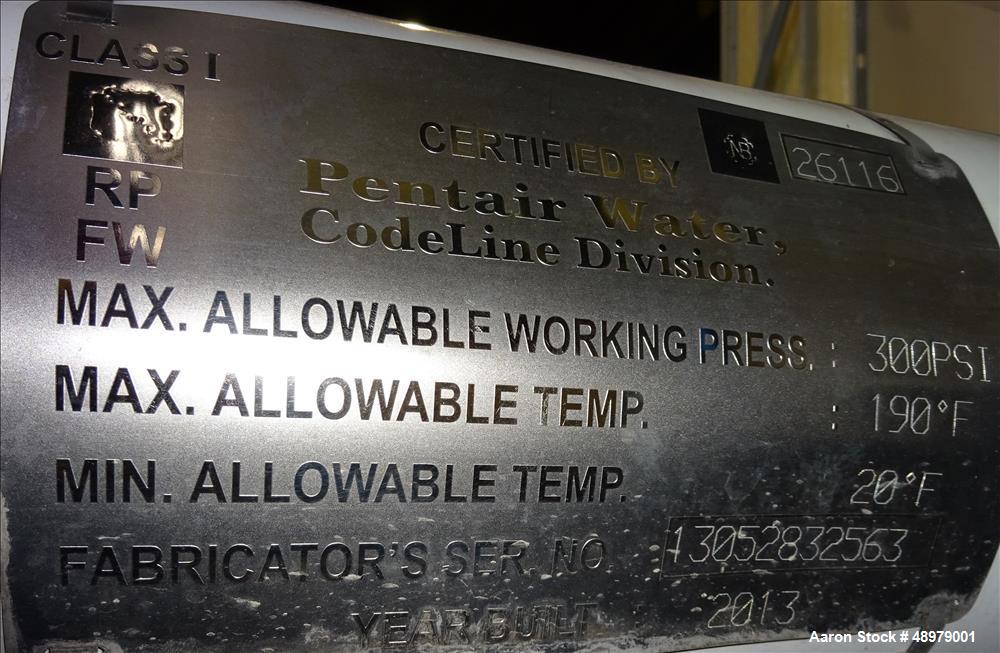 CLASS I
RP
FW
CERTIFIED BY
NB 26116
Pentair Water,
CodeLine Division.
MAX. ALLOWABLE WORKING PRESS. : 300PSI
MAX. ALLOWABLE TEMP. : 190°F
MIN. ALLOWABLE TEMP. 20°F
FABRICATOR'S SER. NO 13052832563
YEAR BUILT : 2013
Aaron Stock # 48979001